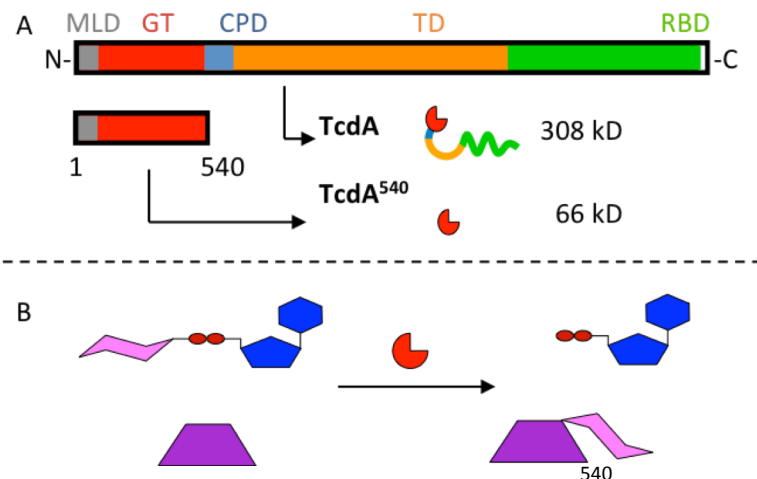 A
MLD GT CPD TD RBD
N- -C
TcdA 308 kD
1 540
TcdA⁵⁴⁰
66 kD
B
540